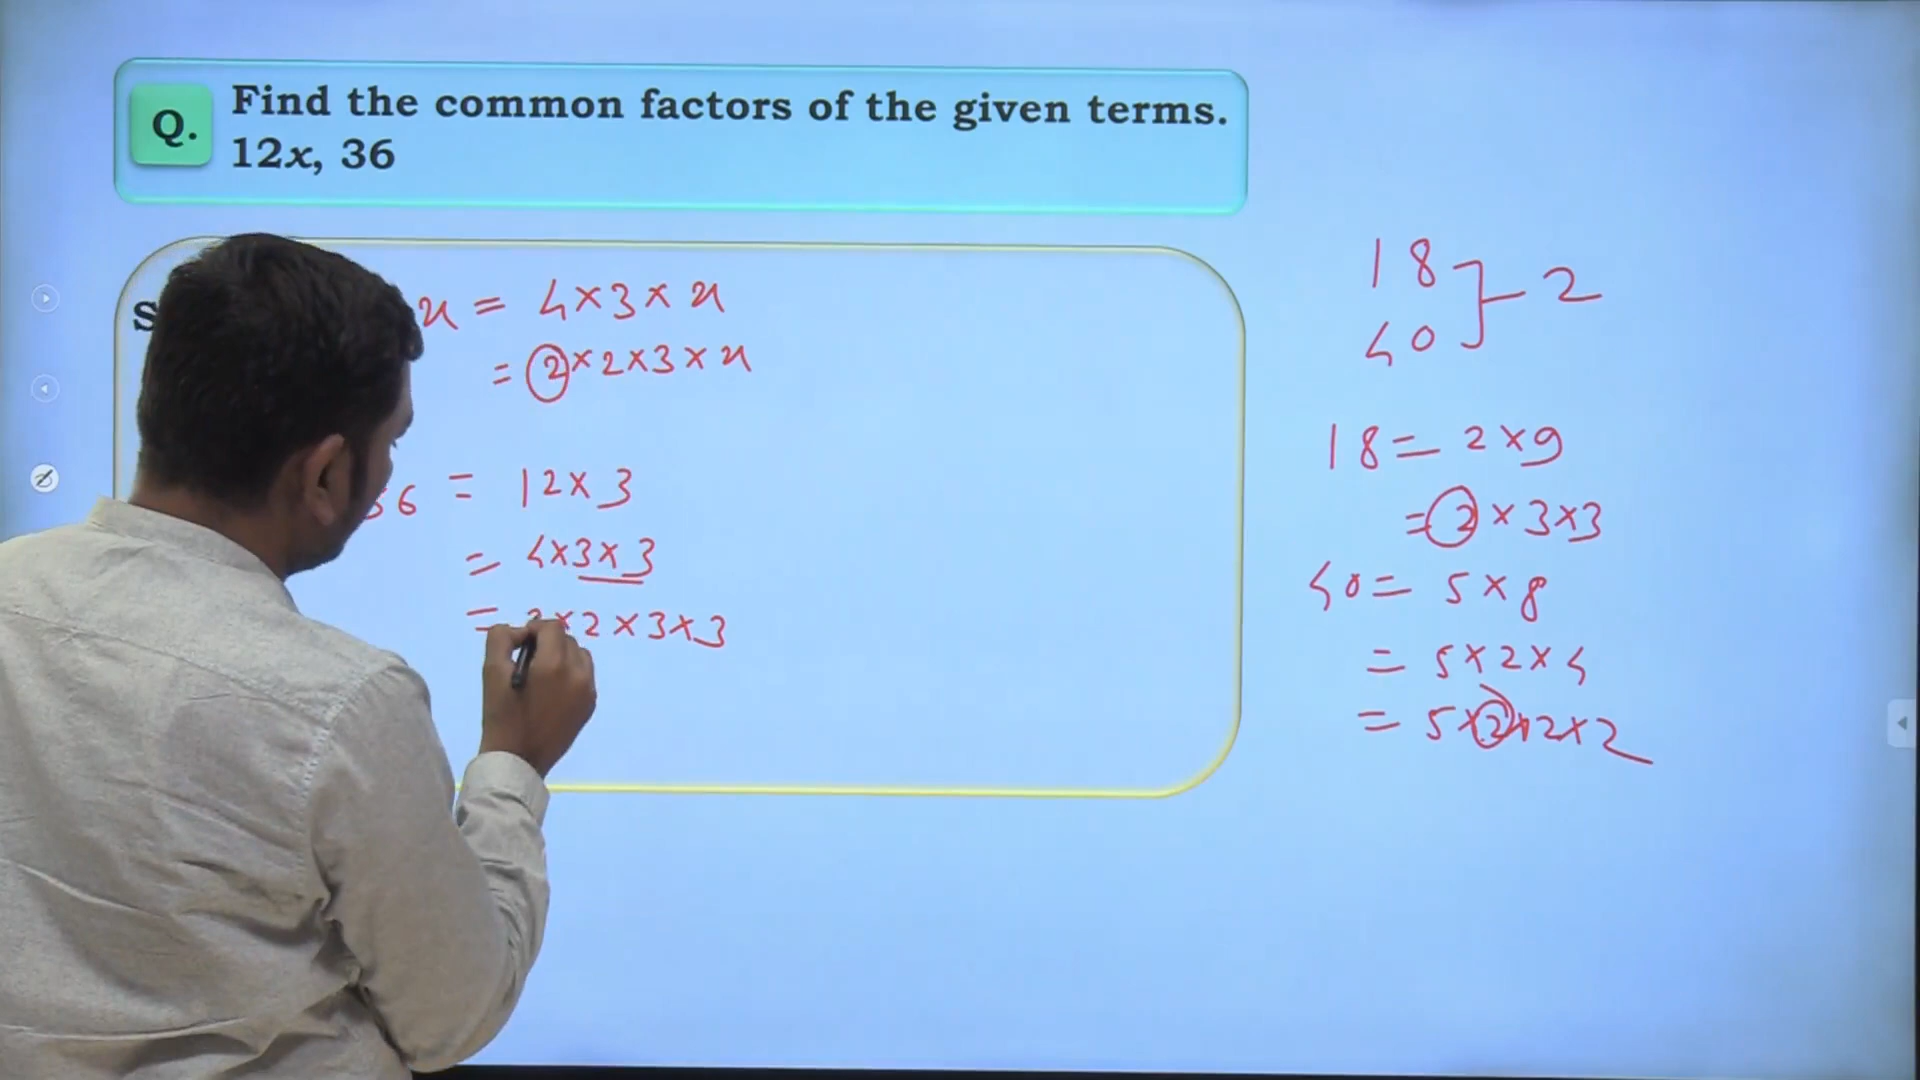 Q. Find the common factors of the given terms.
12x, 36
x = 4×3×x
= 2×2×3×x
36 = 12×3
= 4×3×3
= 2×2×3×3
18
40
2
18 = 2×9
= 2×3×3
40 = 5×8
= 5×2×4
= 5×2×2×2